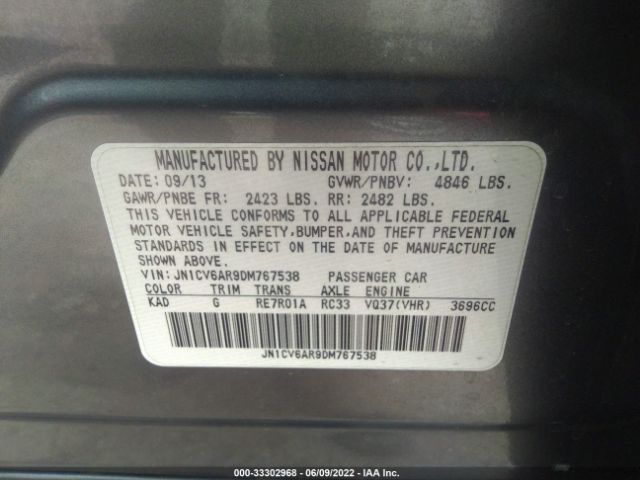 MANUFACTURED BY NISSAN MOTOR CO.,LTD.
DATE: 09/13 GVWR/PNBV: 4846 LBS.
GAWR/PNBE FR: 2423 LBS. RR: 2482 LBS.
THIS VEHICLE CONFORMS TO ALL APPLICABLE FEDERAL
MOTOR VEHICLE SAFETY,BUMPER,AND THEFT PREVENTION
STANDARDS IN EFFECT ON THE DATE OF MANUFACTURE
SHOWN ABOVE.
VIN: JN1CV6AR9DM767538 PASSENGER CAR
COLOR TRIM TRANS AXLE ENGINE
KAD G RE7R01A RC33 VQ37(VHR) 3696CC
JN1CV6AR9DM767538
000-33302968 - 06/09/2022 - IAA Inc.